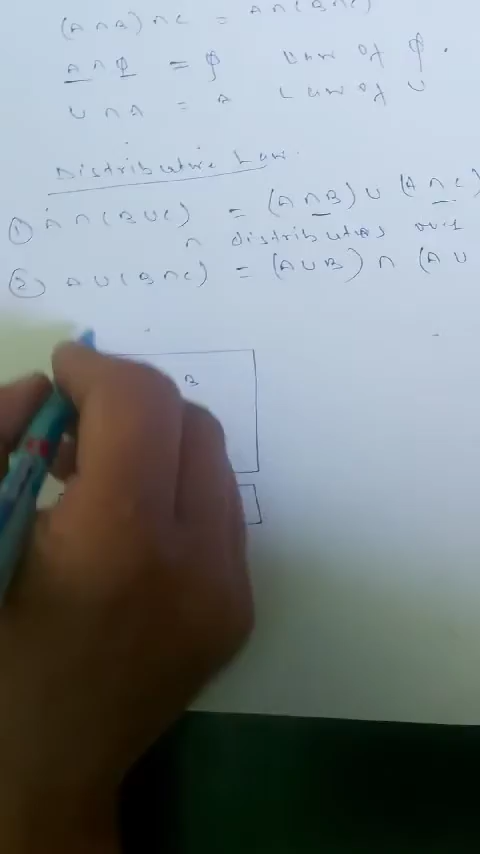 (A ∩ B) ∩ C = A ∩ (B ∩ C)
A ∩ φ = φ Law of φ.
U ∩ A = A Law of U
Distributive Law.
① A ∩ (B ∪ C) = (A ∩ B) ∪ (A ∩ C)
∩ distributes over
② A ∪ (B ∩ C) = (A ∪ B) ∩ (A ∪
B